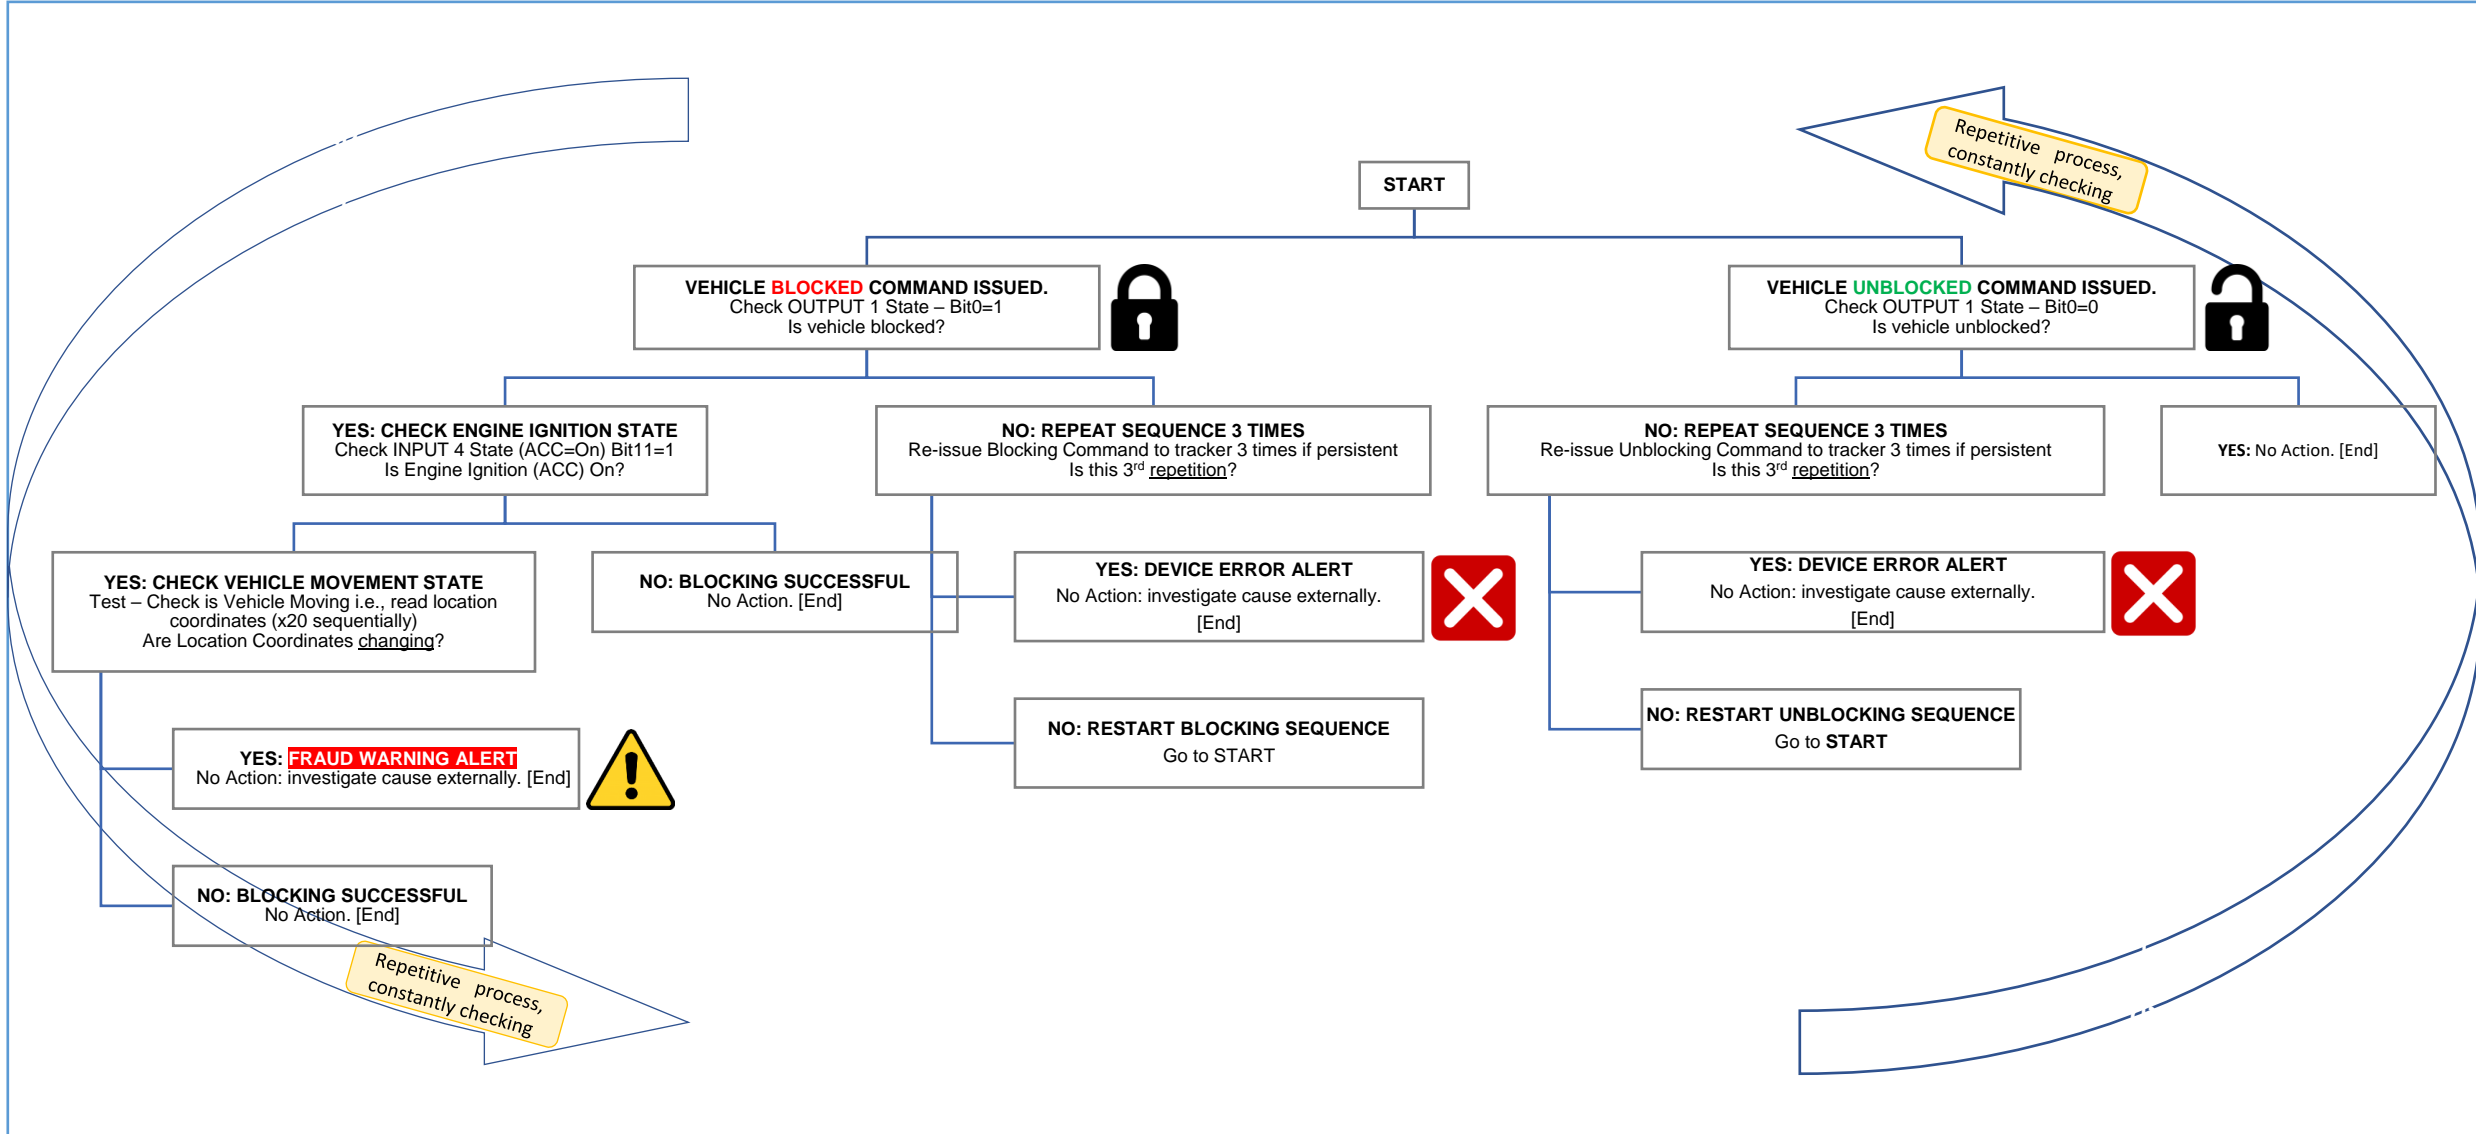 Repetitive process,
constantly checking
START
VEHICLE BLOCKED COMMAND ISSUED.
Check OUTPUT 1 State – Bit0=1
Is vehicle blocked?
VEHICLE UNBLOCKED COMMAND ISSUED.
Check OUTPUT 1 State – Bit0=0
Is vehicle unblocked?
YES: CHECK ENGINE IGNITION STATE
Check INPUT 4 State (ACC=On) Bit11=1
Is Engine Ignition (ACC) On?
NO: REPEAT SEQUENCE 3 TIMES
Re-issue Blocking Command to tracker 3 times if persistent
Is this 3rd repetition?
NO: REPEAT SEQUENCE 3 TIMES
Re-issue Unblocking Command to tracker 3 times if persistent
Is this 3rd repetition?
YES: No Action. [End]
YES: CHECK VEHICLE MOVEMENT STATE
Test – Check is Vehicle Moving i.e., read location
coordinates (x20 sequentially)
Are Location Coordinates changing?
NO: BLOCKING SUCCESSFUL
No Action. [End]
YES: DEVICE ERROR ALERT
No Action: investigate cause externally.
[End]
YES: DEVICE ERROR ALERT
No Action: investigate cause externally.
[End]
NO: RESTART BLOCKING SEQUENCE
Go to START
NO: RESTART UNBLOCKING SEQUENCE
Go to START
YES: FRAUD WARNING ALERT
No Action: investigate cause externally. [End]
NO: BLOCKING SUCCESSFUL
No Action. [End]
Repetitive process,
constantly checking